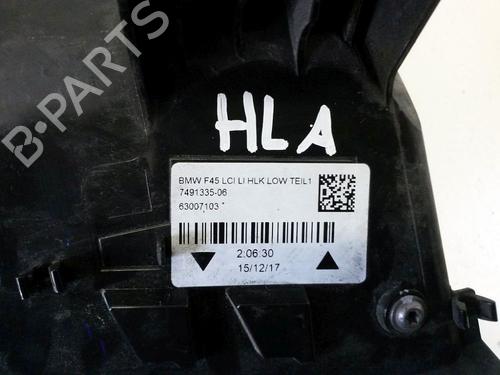 B-PARTS
HLA
BMW F45 LCI LI HLK LOW TEIL1
7491335-06
63007103
2:06:30
15/12/17